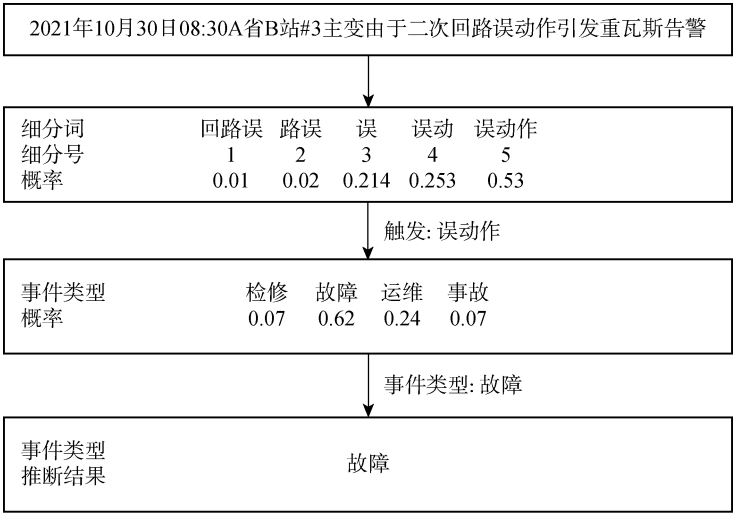 2021年10月30日08:30A省B站#3主变由于二次回路误动作引发重瓦斯告警
细分词 回路误 路误 误 误动 误动作
细分号 1 2 3 4 5
概率 0.01 0.02 0.214 0.253 0.53
触发: 误动作
事件类型 检修 故障 运维 事故
概率 0.07 0.62 0.24 0.07
事件类型: 故障
事件类型
推断结果
故障